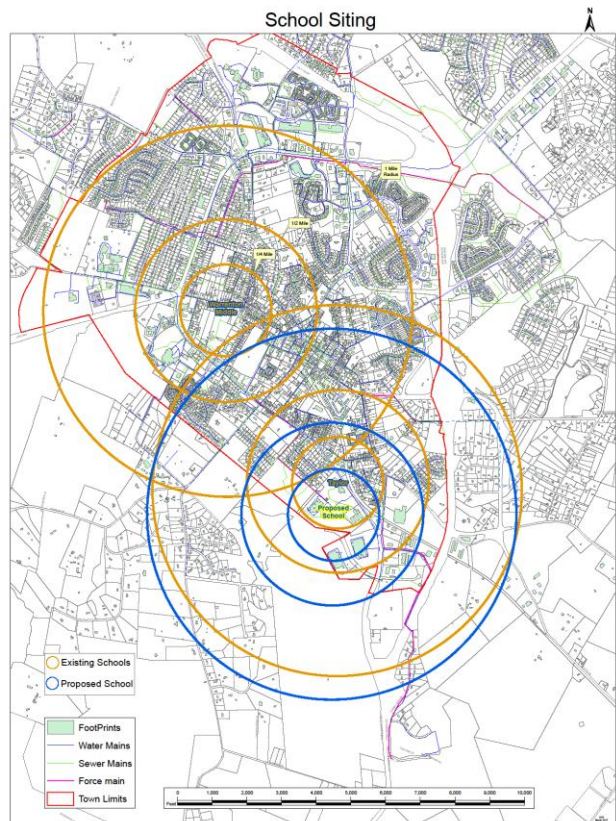 School Siting
N
1 Mile
Radius
1/2 Mile
1/4 Mile
Middle
Taylor
Proposed
School
Existing Schools
Proposed School
FootPrints
Water Mains
Sewer Mains
Force main
Town Limits
0 1,000 2,000 3,000 4,000 5,000 6,000 7,000 8,000 9,000 10,000
Feet